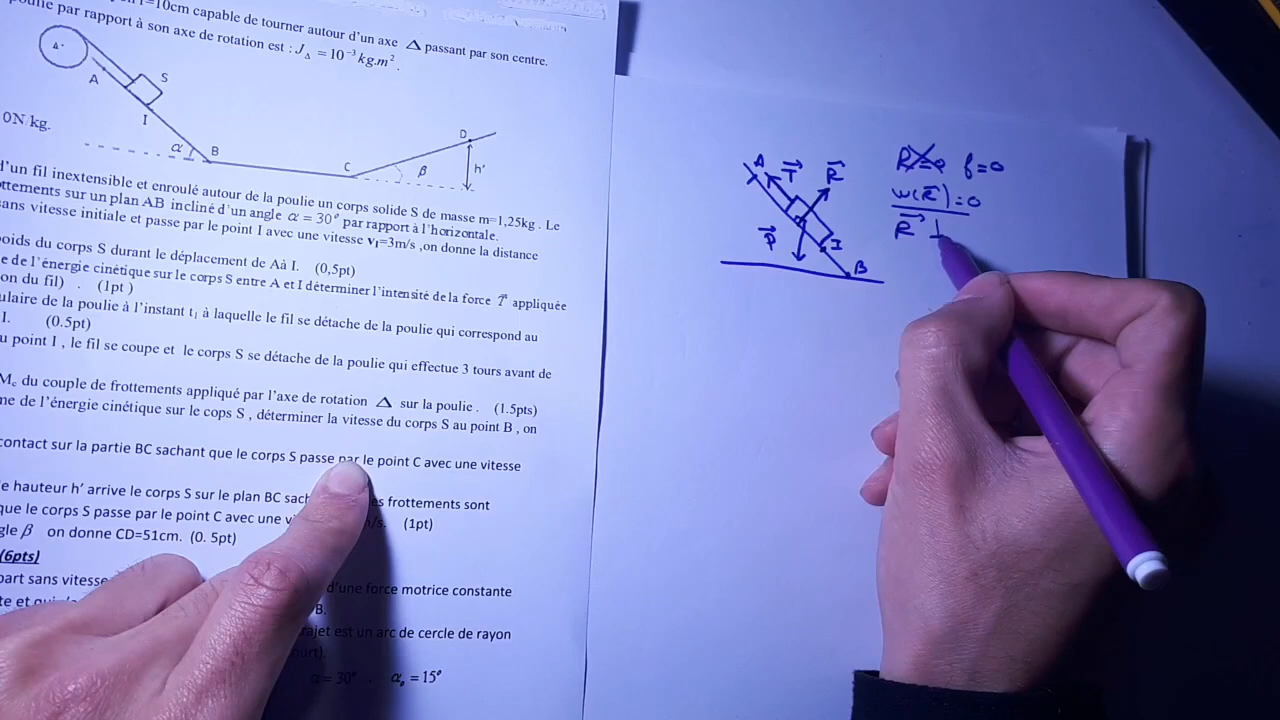 =10cm capable de tourner autour d'un axe Δ passant par son centre.
par rapport à son axe de rotation est : J_Δ = 10⁻³ kg.m².
S
A
I
α
B
C
D
β
h'
0N kg.
d'un fil inextensible et enroulé autour de la poulie un corps solide S de masse m=1,25kg . Le
ottements sur un plan AB incliné d'un angle α = 30° par rapport à l'horizontale.
ans vitesse initiale et passe par le point I avec une vitesse v_I=3m/s ,on donne la distance
oids du corps S durant le déplacement de Aà I. (0,5pt)
e de l'énergie cinétique sur le corps S entre A et I déterminer l'intensité de la force T⃗ appliquée
on du fil) . (1pt )
ulaire de la poulie à l'instant t₁ à laquelle le fil se détache de la poulie qui correspond au
I. (0.5pt)
u point I , le fil se coupe et le corps S se détache de la poulie qui effectue 3 tours avant de
M_c du couple de frottements appliqué par l'axe de rotation Δ sur la poulie . (1.5pts)
ne de l'énergie cinétique sur le cops S , déterminer la vitesse du corps S au point B , on
contact sur la partie BC sachant que le corps S passe par le point C avec une vitesse
e hauteur h' arrive le corps S sur le plan BC sac es frottements sont
que le corps S passe par le point C avec une v /s. (1pt)
gle β on donne CD=51cm. (0. 5pt)
(6pts)
part sans vitesse d'une force motrice constante
te et B.
rajet est un arc de cercle de rayon
α = 30° α₀ = 15°
A
T⃗
R⃗
P⃗
I
B
f=0
w(R⃗)=0
R⃗ ⊥